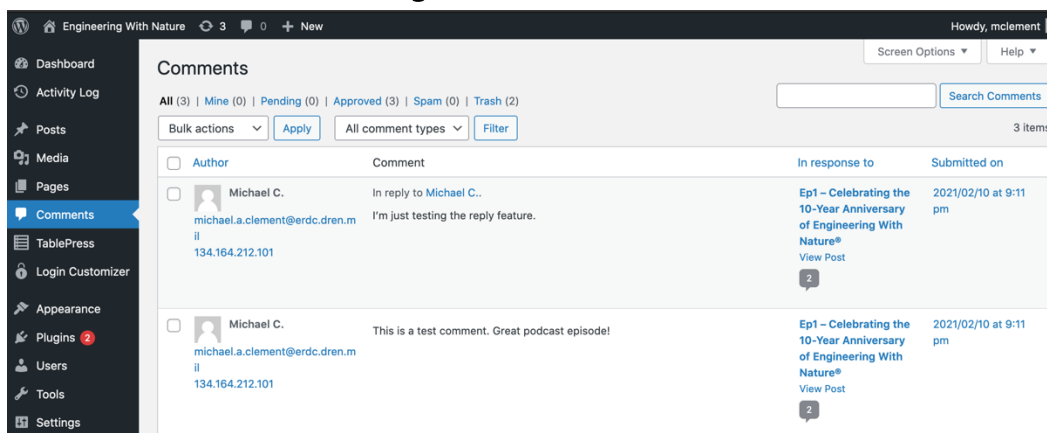 Engineering With Nature 3 0 + New Howdy, mclement
Screen Options ▼ Help ▼
Dashboard
Activity Log
Posts
Media
Pages
Comments
TablePress
Login Customizer
Appearance
Plugins 2
Users
Tools
Settings
Comments
All (3) | Mine (0) | Pending (0) | Approved (3) | Spam (0) | Trash (2)
Search Comments
Bulk actions Apply All comment types Filter
3 items
Author Comment In response to Submitted on
Michael C.
michael.a.clement@erdc.dren.m
il
134.164.212.101
In reply to Michael C..
I'm just testing the reply feature.
Ep1 – Celebrating the
10-Year Anniversary
of Engineering With
Nature®
View Post
2
2021/02/10 at 9:11
pm
Michael C.
michael.a.clement@erdc.dren.m
il
134.164.212.101
This is a test comment. Great podcast episode!
Ep1 – Celebrating the
10-Year Anniversary
of Engineering With
Nature®
View Post
2
2021/02/10 at 9:11
pm